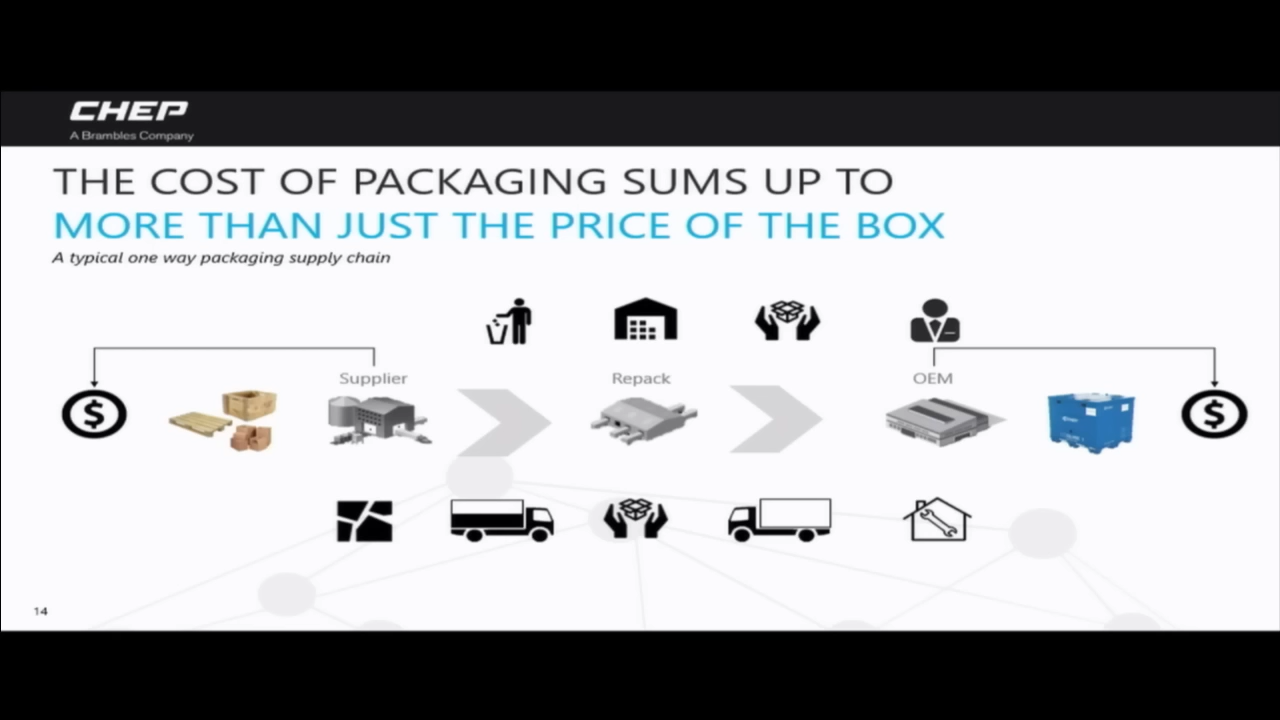 CHEP
A Brambles Company
THE COST OF PACKAGING SUMS UP TO
MORE THAN JUST THE PRICE OF THE BOX
A typical one way packaging supply chain
Supplier
Repack
OEM
$
$
14